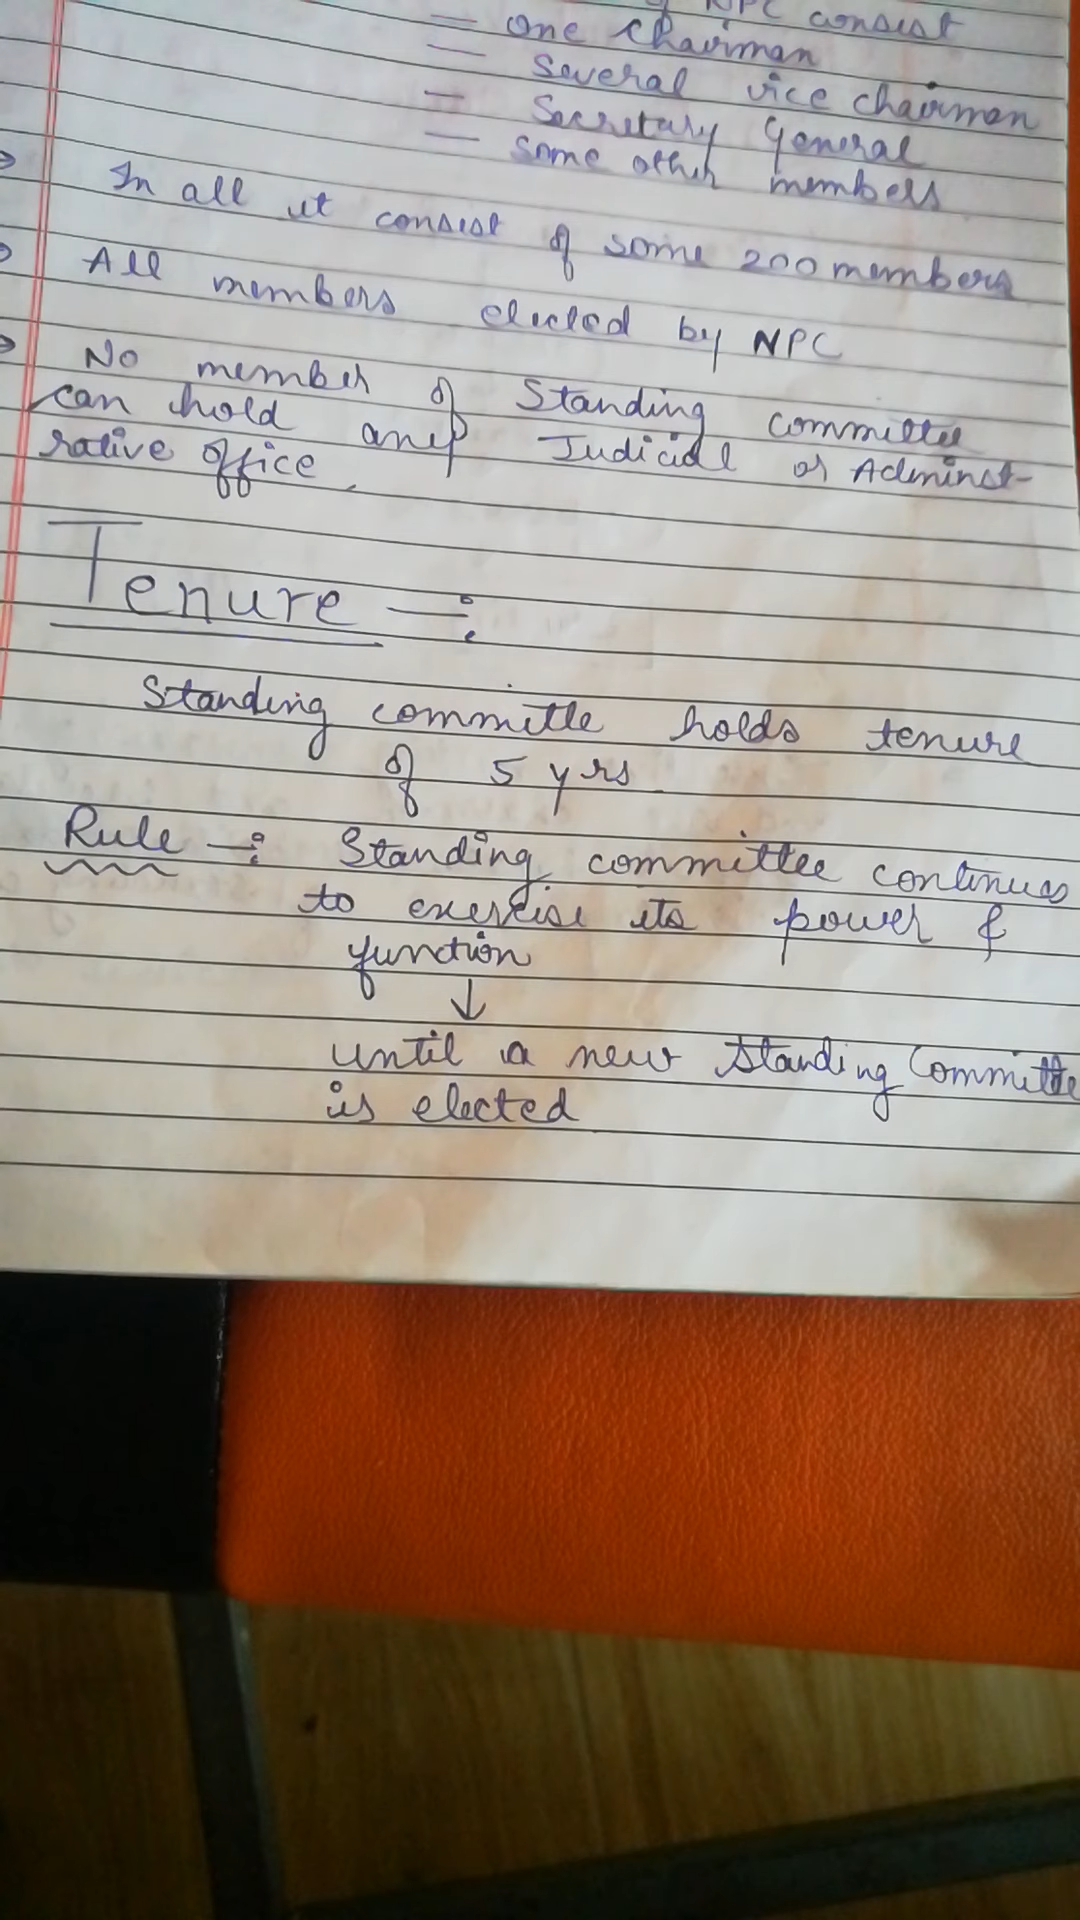 NPC consist
= One Chairman
= Several vice chairman
= Secretary General
= some other members
→ In all it consist of some 200 members
→ All members elected by NPC
→ No member of Standing committee
can hold any Judicial or Administ-
rative office.
Tenure -:
Standing committe holds tenure
of 5 yrs
Rule -: Standing committee continues
to exercise its power &
function
↓
until a new Standing Committe
is elected